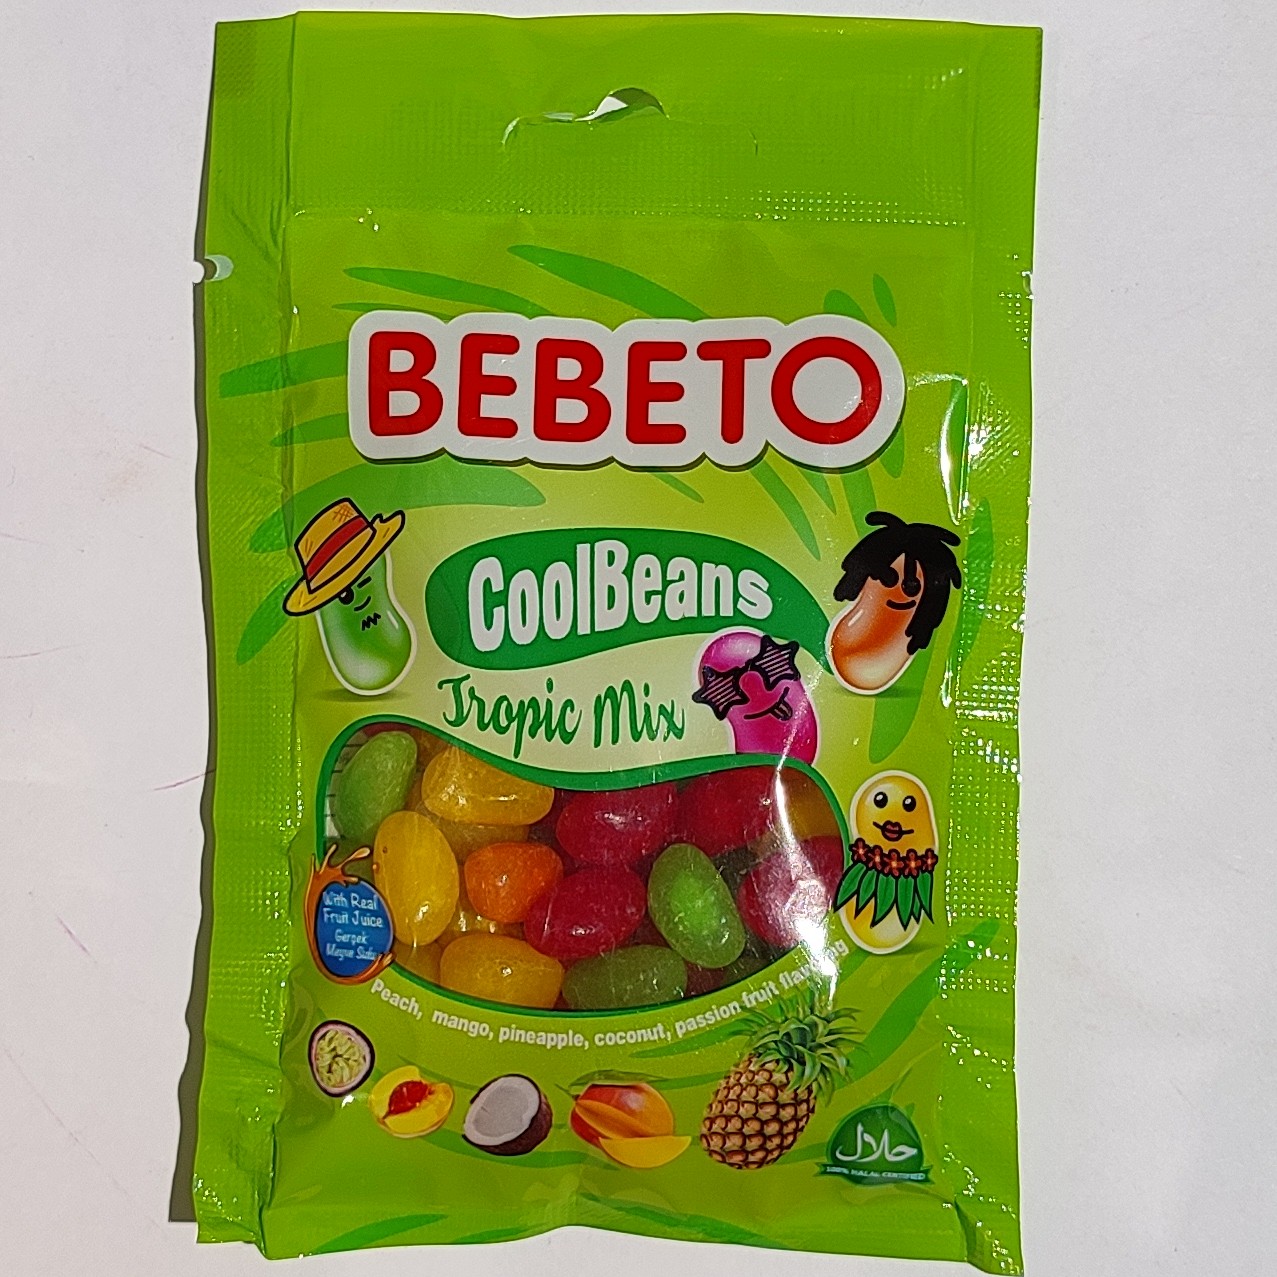 BEBETO
CoolBeans
Tropic Mix
With Real
Fruit Juice
Gerçek
Meyve Sulu
Peach, mango, pineapple, coconut, passion fruit flavoring
حلال
100% HALAL CERTIFIED